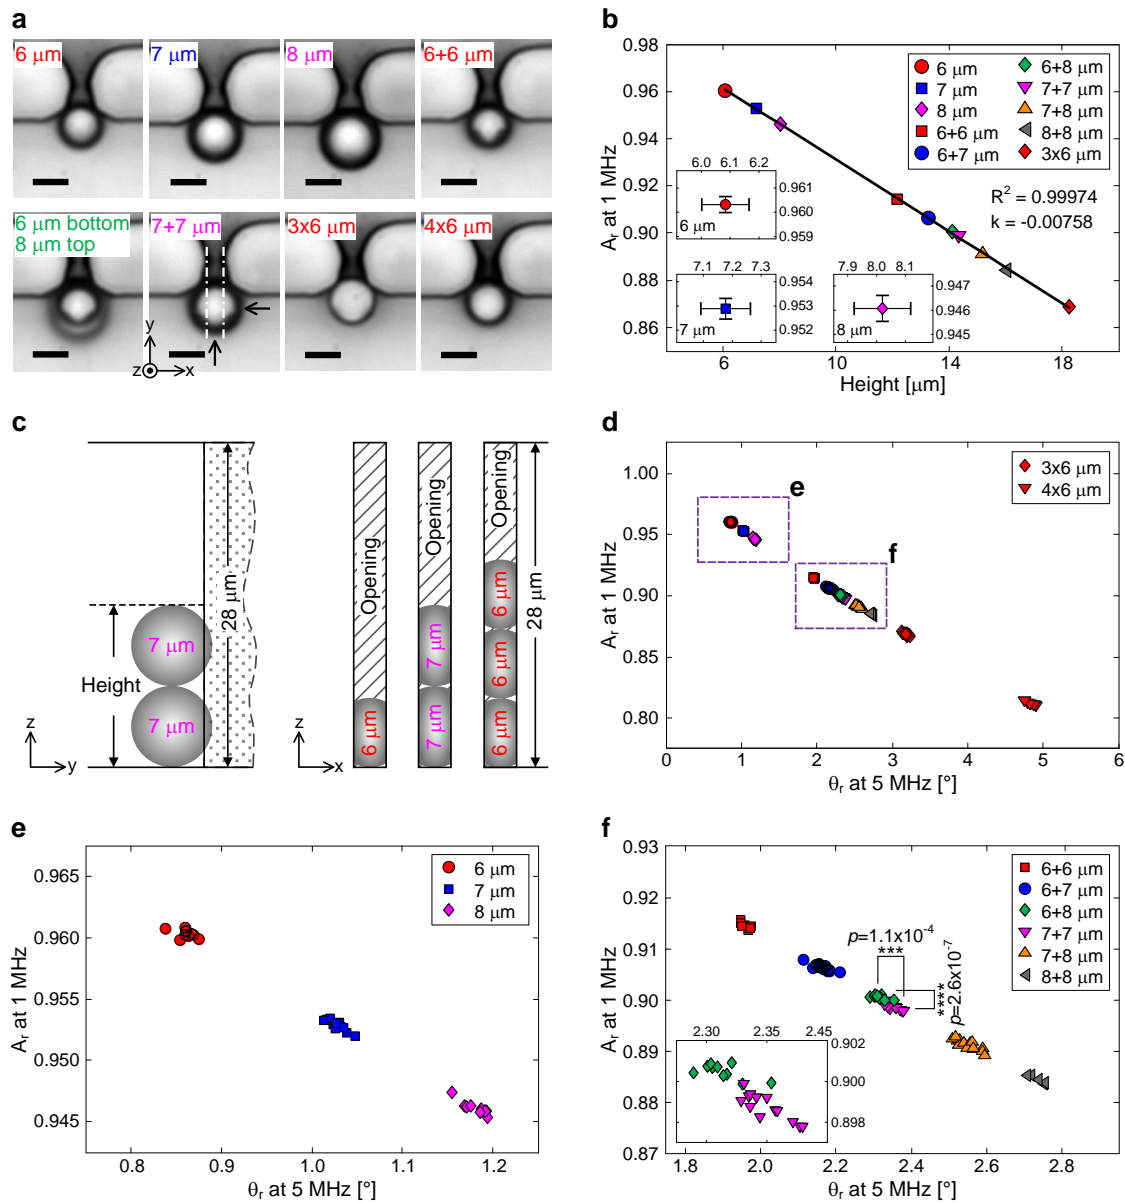 a
6 μm
7 μm
8 μm
6+6 μm
6 μm bottom
8 μm top
7+7 μm
3x6 μm
4x6 μm
y
z
x
b
A_r at 1 MHz
0.98
0.96
0.94
0.92
0.90
0.88
0.86
6
10
14
18
Height [μm]
6 μm
7 μm
8 μm
6+6 μm
6+7 μm
6+8 μm
7+7 μm
7+8 μm
8+8 μm
3x6 μm
R² = 0.99974
k = -0.00758
6.0 6.1 6.2
0.961
0.960
0.959
6 μm
7.1 7.2 7.3
0.953
0.952
7 μm
7.9 8.0 8.1
0.947
0.946
0.945
8 μm
c
Height
7 μm
7 μm
28 μm
z
y
Opening
6 μm
Opening
7 μm
7 μm
Opening
6 μm
6 μm
6 μm
28 μm
z
x
d
A_r at 1 MHz
1.00
0.95
0.90
0.85
0.80
0
1
2
3
4
5
6
θ_r at 5 MHz [°]
3x6 μm
4x6 μm
e
f
e
A_r at 1 MHz
0.965
0.960
0.955
0.950
0.945
0.8
0.9
1.0
1.1
1.2
θ_r at 5 MHz [°]
6 μm
7 μm
8 μm
f
A_r at 1 MHz
0.93
0.92
0.91
0.90
0.89
0.88
0.87
1.8
2.0
2.2
2.4
2.6
2.8
θ_r at 5 MHz [°]
6+6 μm
6+7 μm
6+8 μm
7+7 μm
7+8 μm
8+8 μm
p=1.1x10⁻⁴
***
****
p=2.6x10⁻⁷
2.30 2.35 2.45
0.902
0.900
0.898